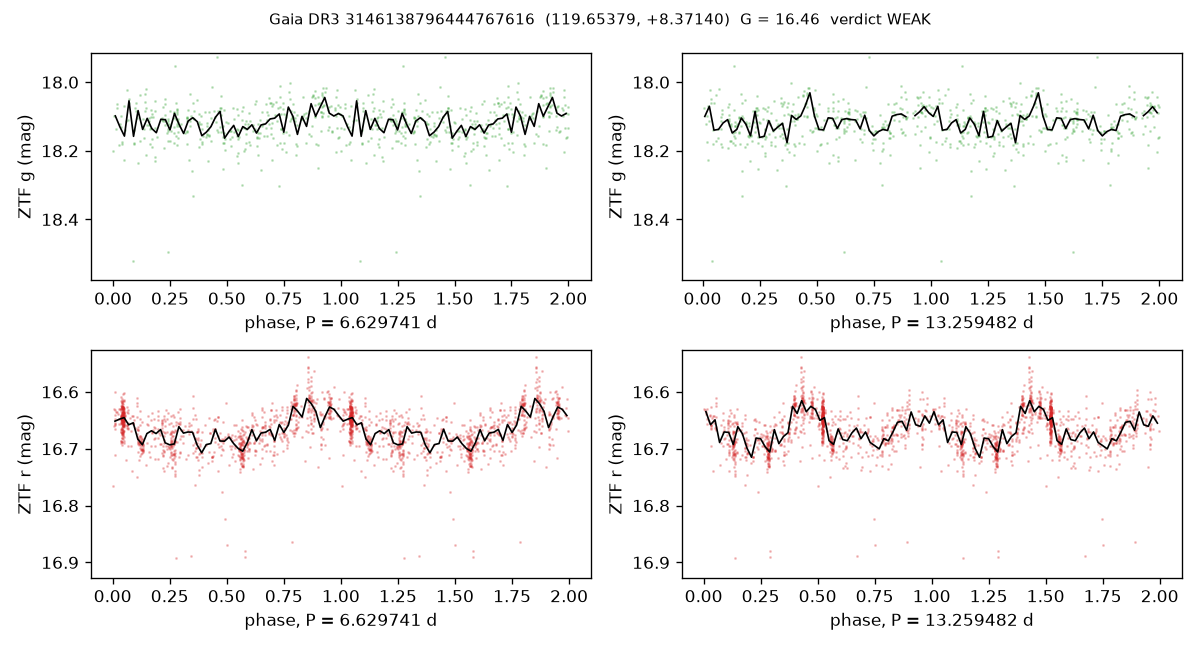 Gaia DR3 3146138796444767616 (119.65379, +8.37140) G = 16.46 verdict WEAK
ZTF g (mag)
18.0
18.2
18.4
0.00 0.25 0.50 0.75 1.00 1.25 1.50 1.75 2.00
phase, P = 6.629741 d
ZTF g (mag)
18.0
18.2
18.4
0.00 0.25 0.50 0.75 1.00 1.25 1.50 1.75 2.00
phase, P = 13.259482 d
ZTF r (mag)
16.6
16.7
16.8
16.9
0.00 0.25 0.50 0.75 1.00 1.25 1.50 1.75 2.00
phase, P = 6.629741 d
ZTF r (mag)
16.6
16.7
16.8
16.9
0.00 0.25 0.50 0.75 1.00 1.25 1.50 1.75 2.00
phase, P = 13.259482 d